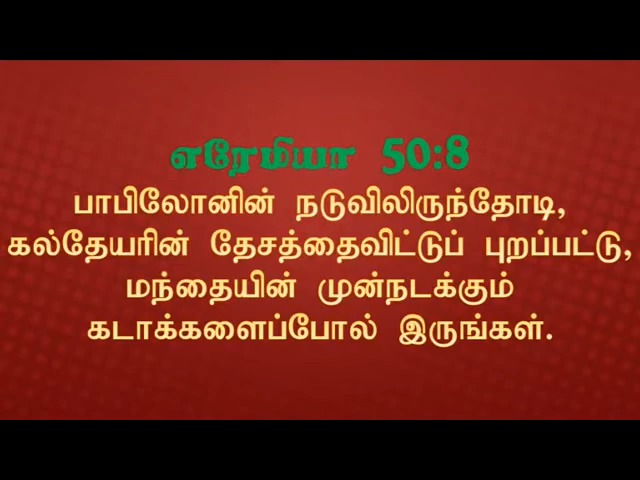 எரேமியா 50:8
பாபிலோனின் நடுவிலிருந்தோடி,
கல்தேயரின் தேசத்தைவிட்டுப் புறப்பட்டு,
மந்தையின் முன்நடக்கும்
கடாக்களைப்போல் இருங்கள்.